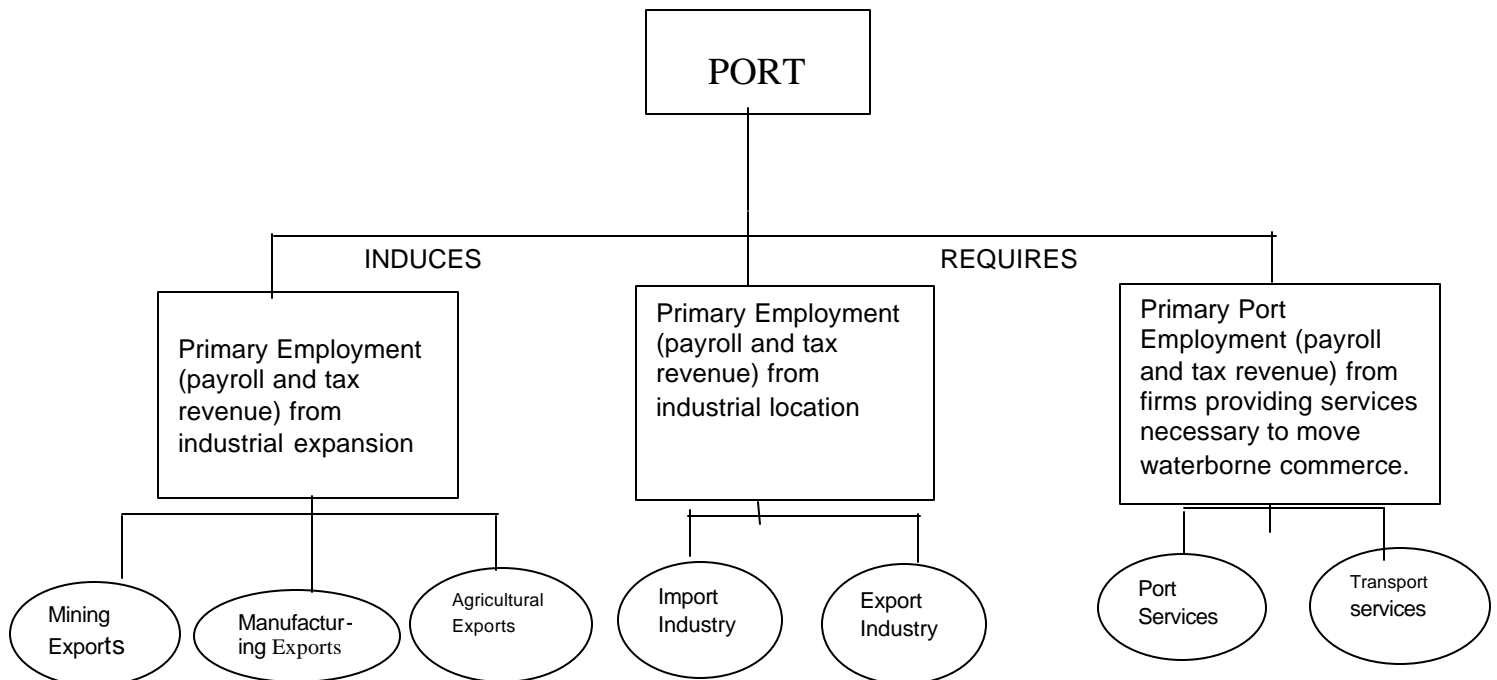 PORT
INDUCES
REQUIRES
Primary Employment
(payroll and tax
revenue) from
industrial expansion
Primary Employment
(payroll and tax
revenue) from
industrial location
Primary Port
Employment (payroll
and tax revenue) from
firms providing services
necessary to move
waterborne commerce.
Mining
Exports
Manufactur-
ing Exports
Agricultural
Exports
Import
Industry
Export
Industry
Port
Services
Transport
services